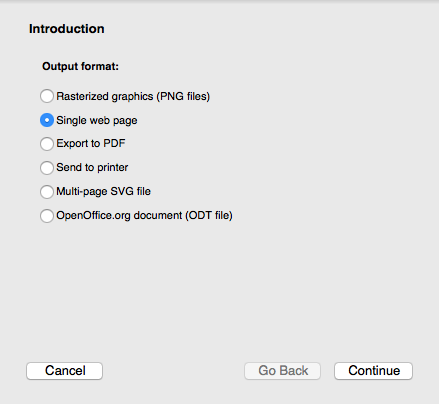 Introduction
Output format:
Rasterized graphics (PNG files)
Single web page
Export to PDF
Send to printer
Multi-page SVG file
OpenOffice.org document (ODT file)
Cancel
Go Back
Continue